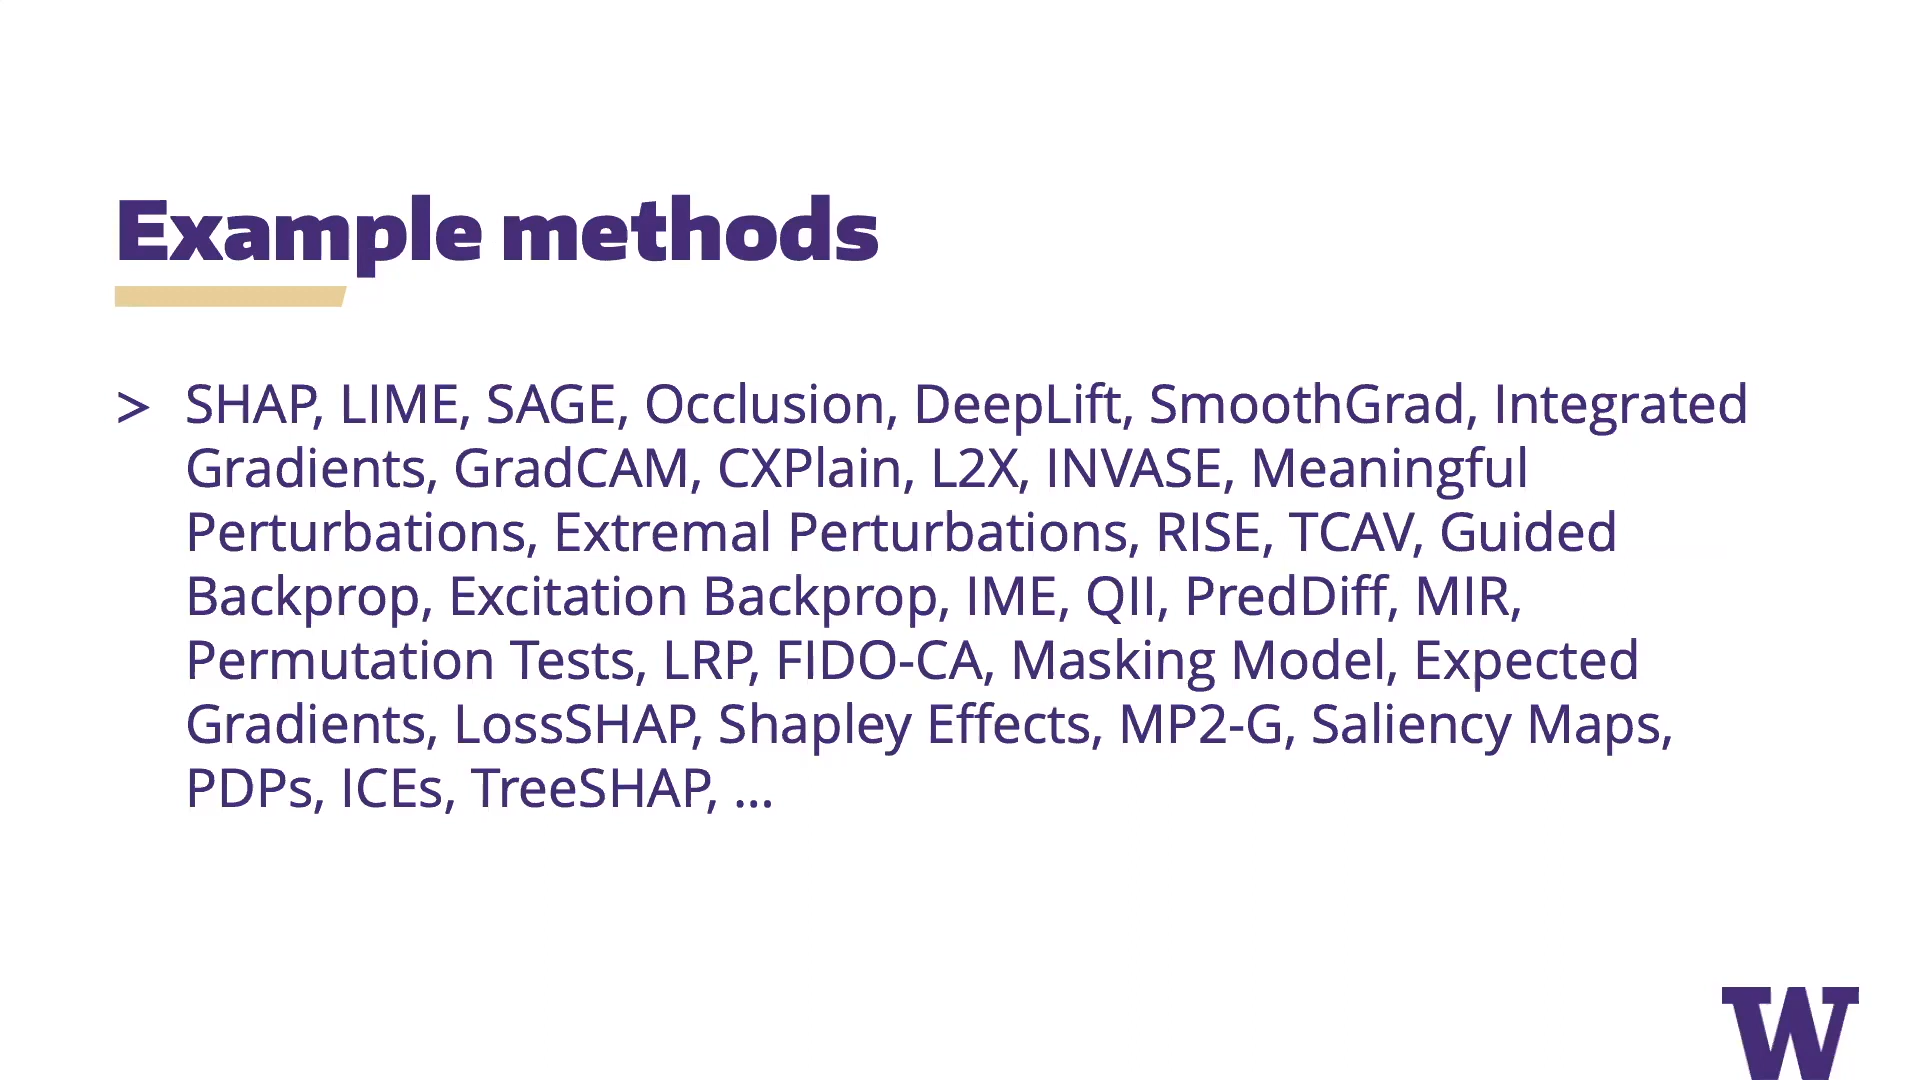 Example methods
> SHAP, LIME, SAGE, Occlusion, DeepLift, SmoothGrad, Integrated
Gradients, GradCAM, CXPlain, L2X, INVASE, Meaningful
Perturbations, Extremal Perturbations, RISE, TCAV, Guided
Backprop, Excitation Backprop, IME, QII, PredDiff, MIR,
Permutation Tests, LRP, FIDO-CA, Masking Model, Expected
Gradients, LossSHAP, Shapley Effects, MP2-G, Saliency Maps,
PDPs, ICEs, TreeSHAP, ...
W